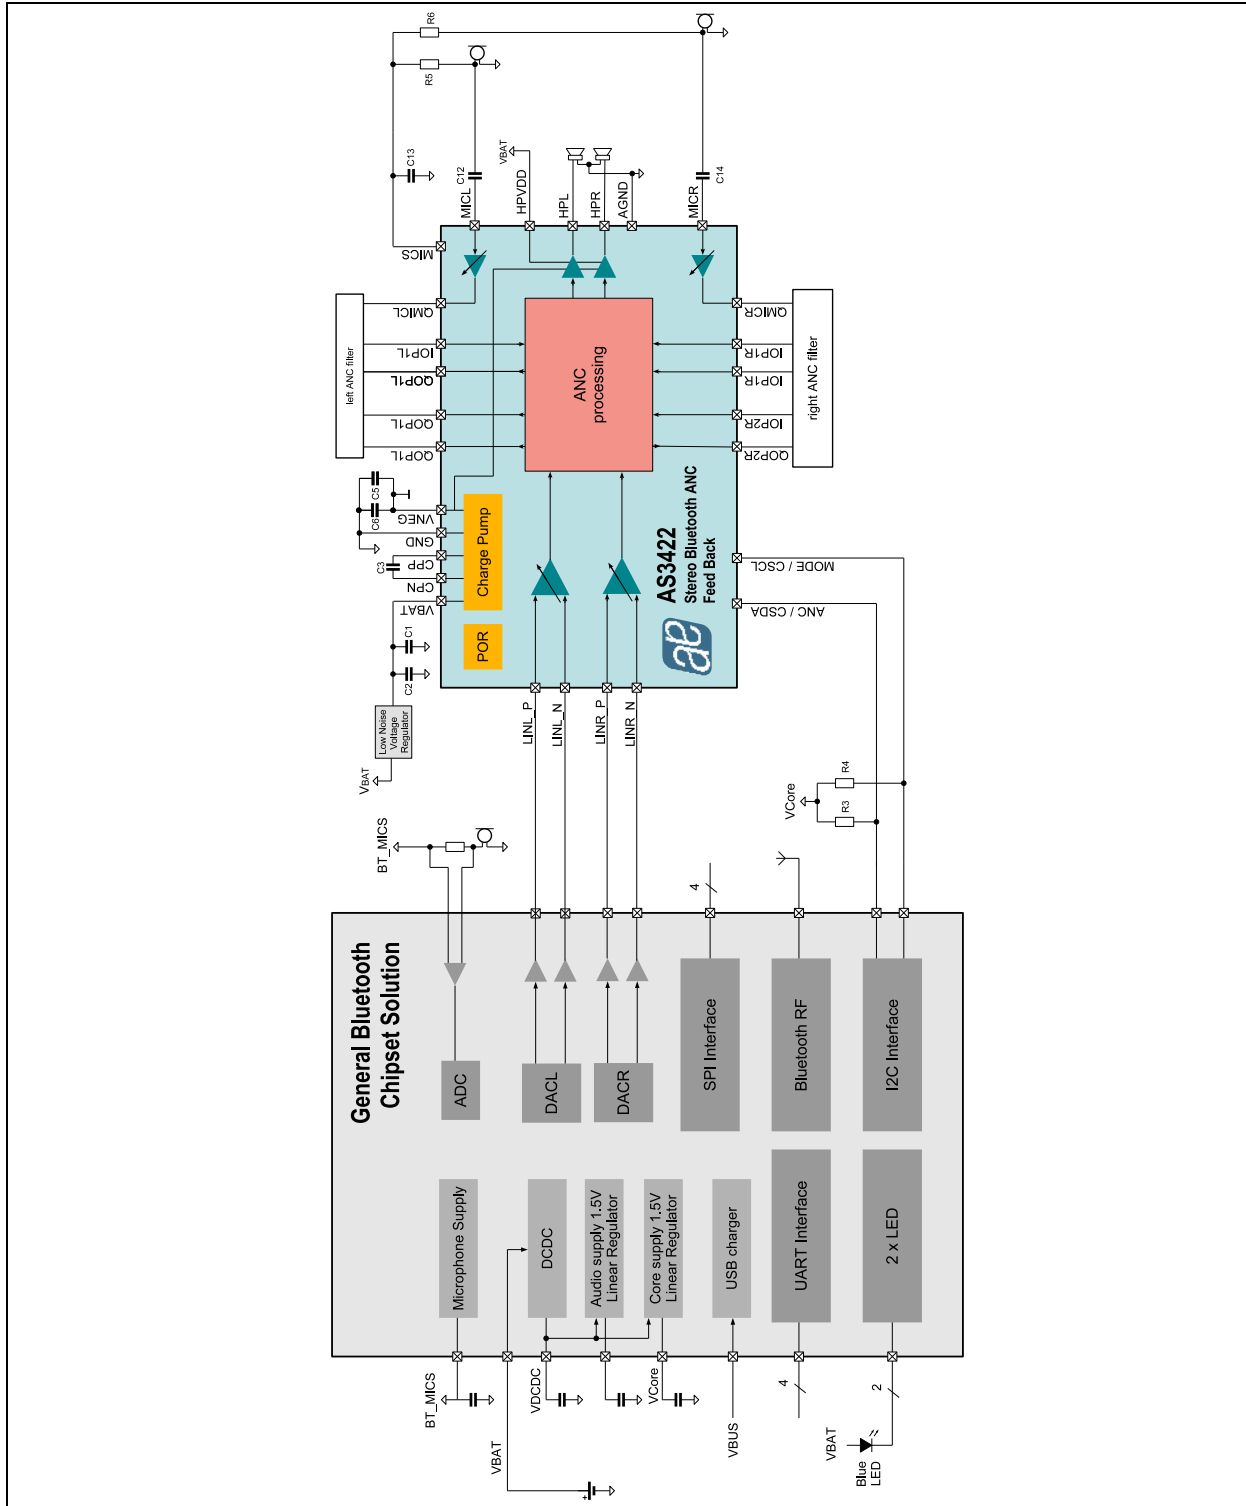 R6
R5
C13
C12
C14
VBAT
MICS
MICL
HPVDD
HPL
HPR
AGND
MICR
left ANC filter
QMICL
IOP1L
QOP1L
QOP1L
QOP1L
ANC
processing
QMICR
IOP1R
IOP1R
IOP2R
QOP2R
right ANC filter
C5
C6
C3
VNEG
GND
CPP
CPN
VBAT
Charge Pump
POR
C1
C2
Low Noise
Voltage
Regulator
VBAT
AS3422
Stereo Bluetooth ANC
Feed Back
ae
MODE / CSCL
ANC / CSDA
LINL_P
LINL_N
LINR_P
LINR_N
BT_MICS
VCore
R4
R3
4
General Bluetooth
Chipset Solution
ADC
DACL
DACR
SPI Interface
Bluetooth RF
I2C Interface
Microphone Supply
DCDC
Audio supply 1.5V
Linear Regulator
Core supply 1.5V
Linear Regulator
USB charger
UART Interface
2 x LED
BT_MICS
VBAT
+
VDCDC
VCore
VBUS
4
2
VBAT
Blue
LED